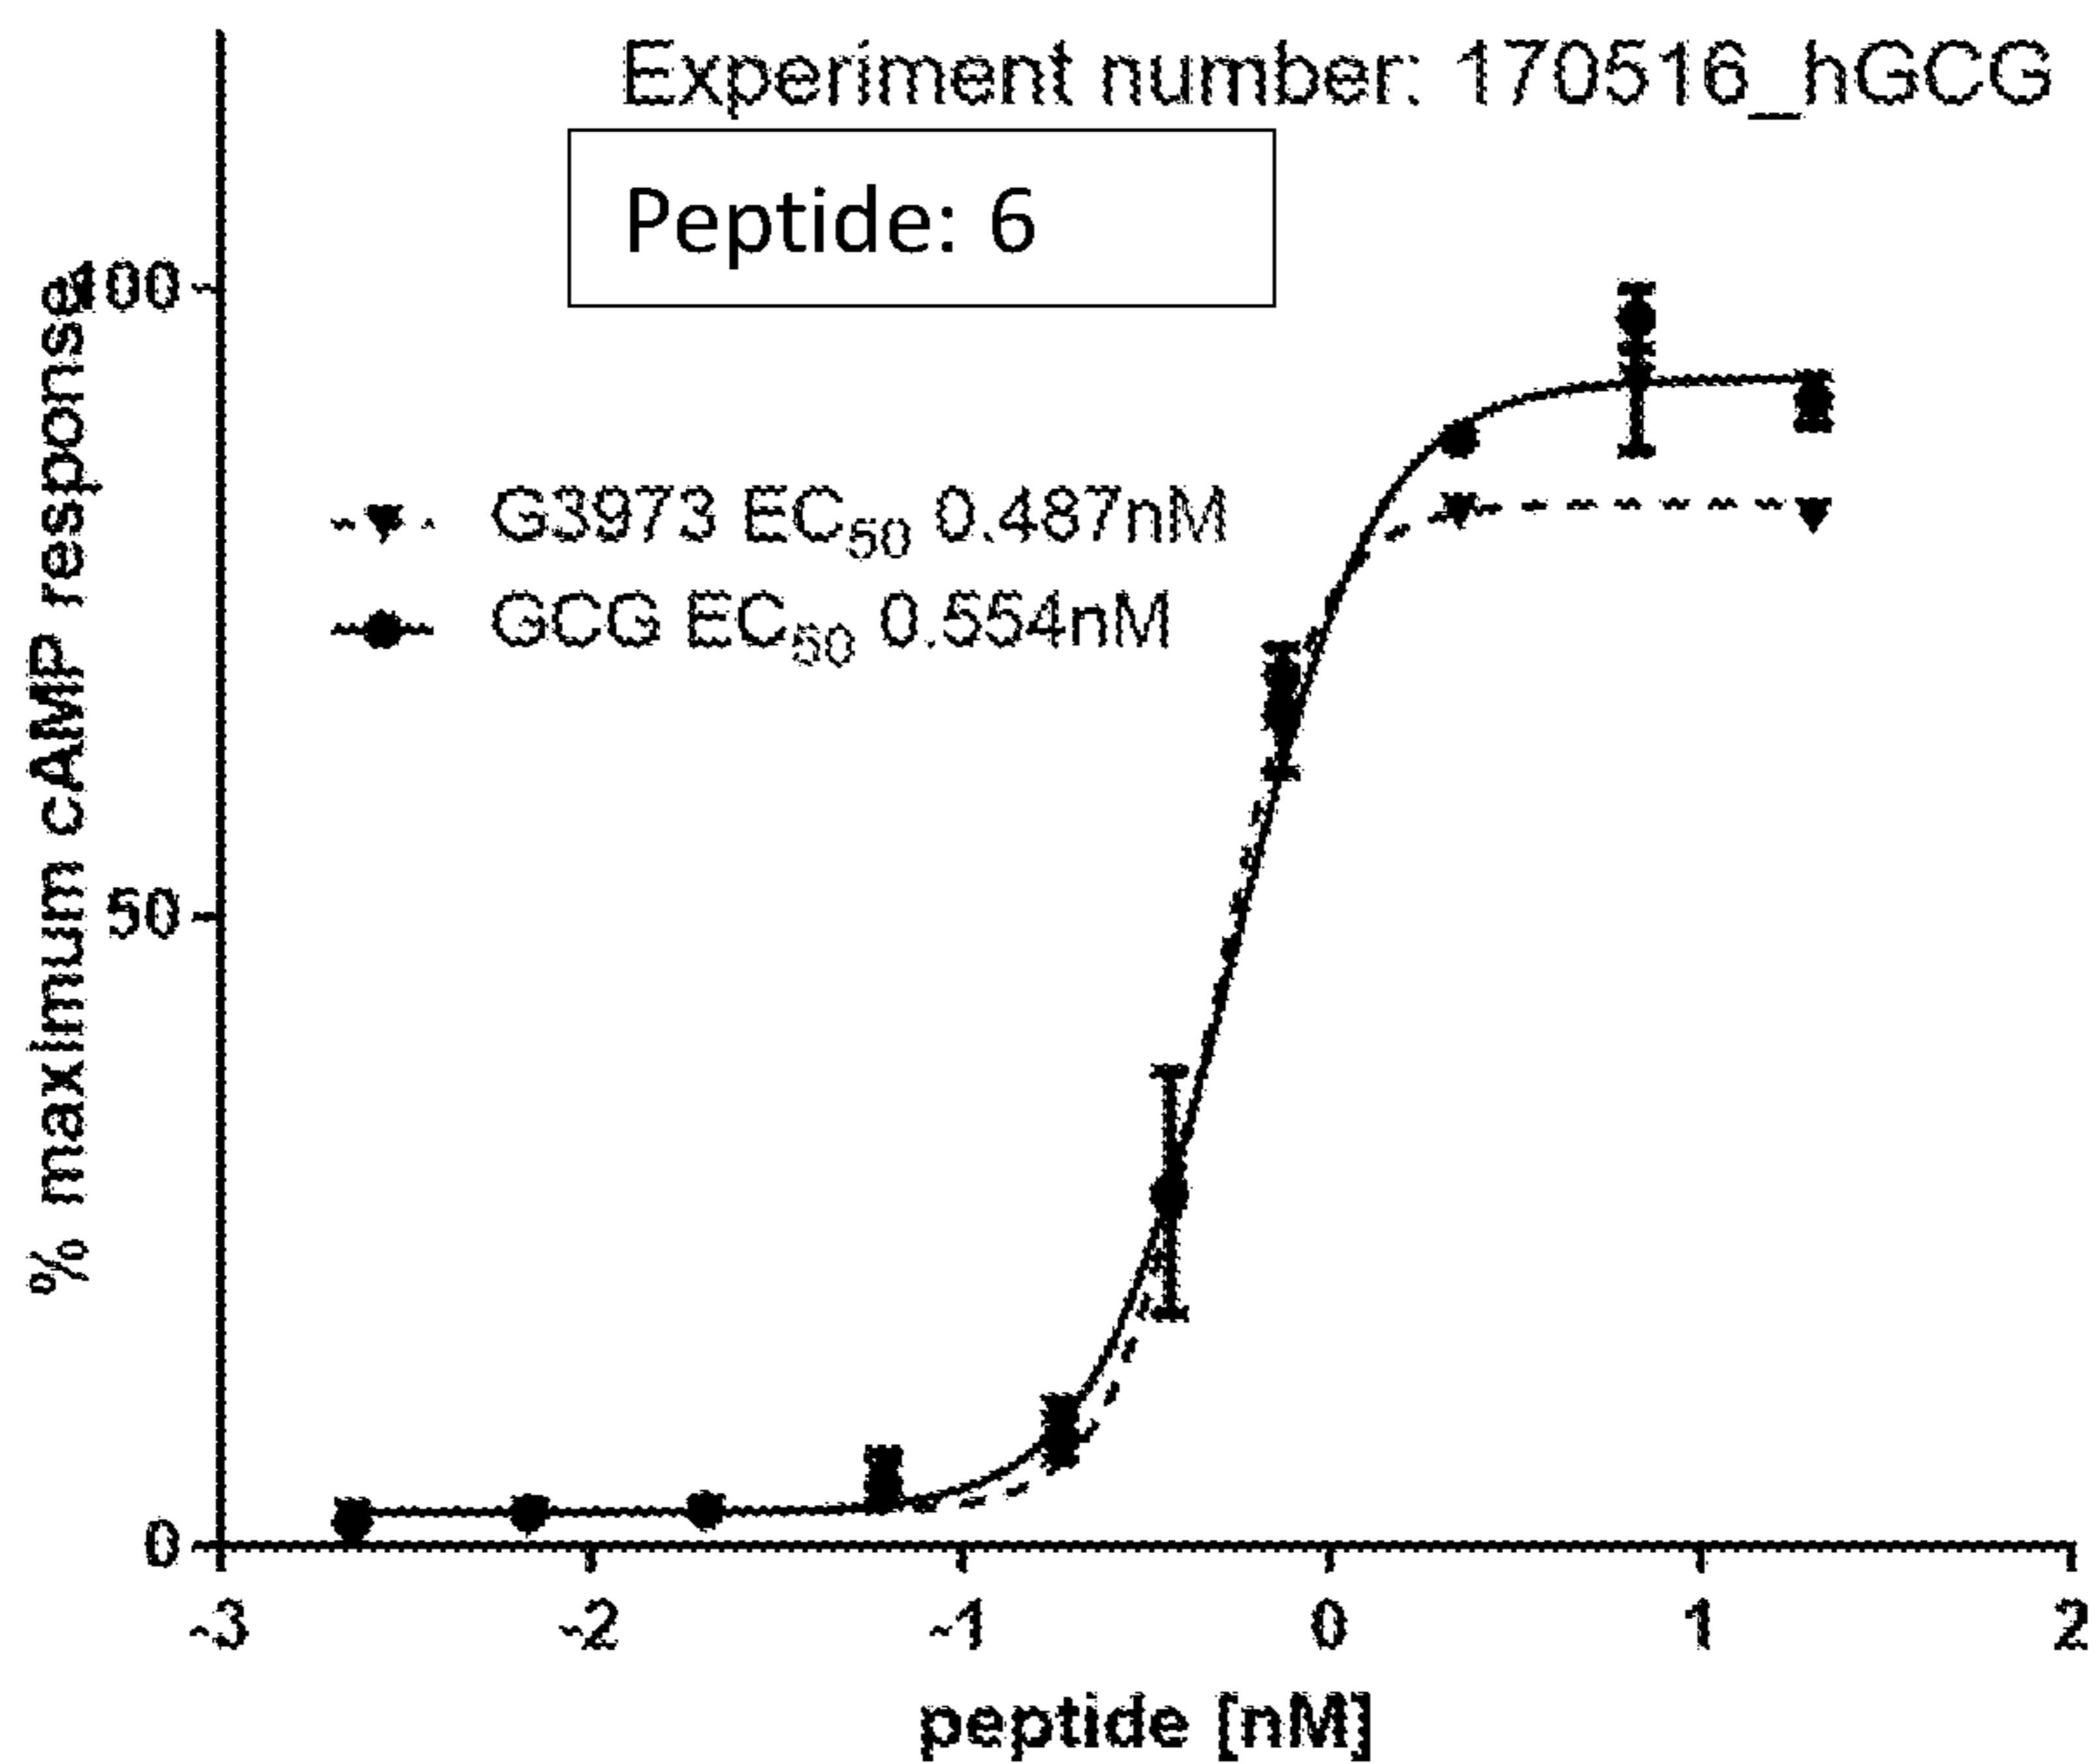 Experiment number: 170516_hGCG
Peptide: 6
% maximum cAMP response
100
50
0
G3973 EC50 0.487nM
GCG EC50 0.554nM
-3 -2 -1 0 1 2
peptide [nM]